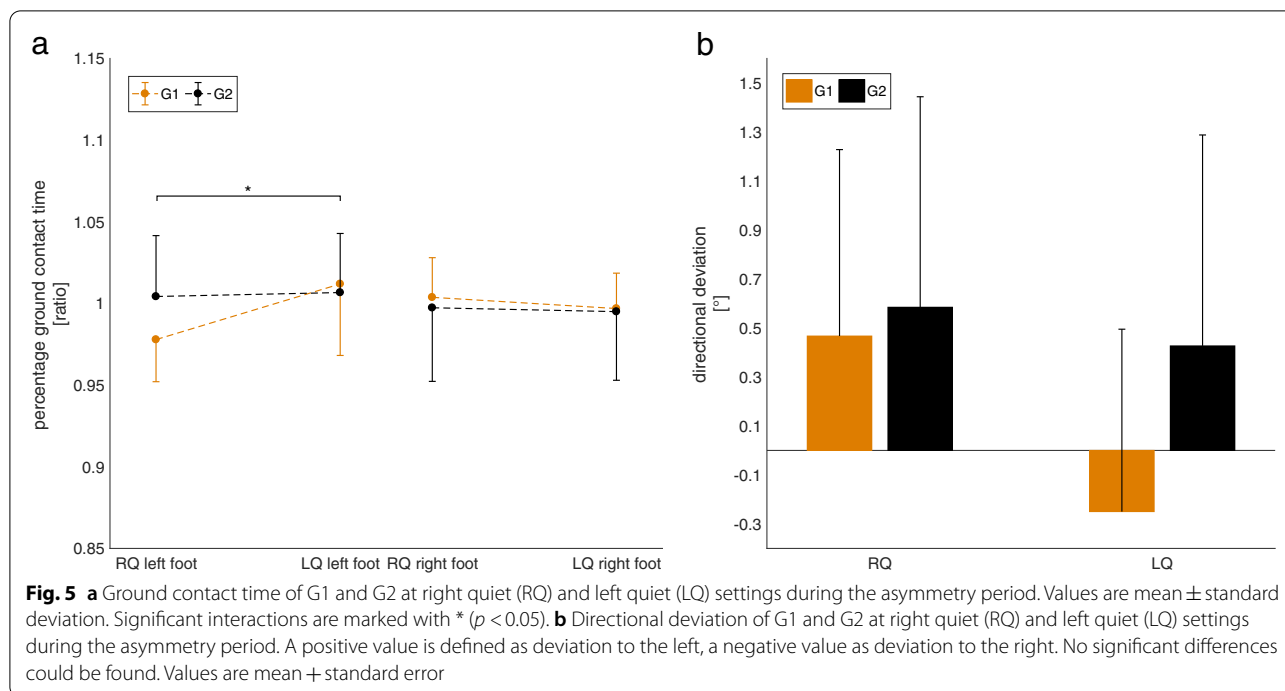 a
1.15
1.1
1.05
1
0.95
0.9
0.85
percentage ground contact time
[ratio]
G1 G2
*
RQ left foot LQ left foot RQ right foot LQ right foot
b
1.5
1.3
1.1
0.9
0.7
0.5
0.3
0.1
-0.1
-0.3
directional deviation
[°]
G1 G2
RQ LQ
Fig. 5 a Ground contact time of G1 and G2 at right quiet (RQ) and left quiet (LQ) settings during the asymmetry period. Values are mean ± standard
deviation. Significant interactions are marked with * (p < 0.05). b Directional deviation of G1 and G2 at right quiet (RQ) and left quiet (LQ) settings
during the asymmetry period. A positive value is defined as deviation to the left, a negative value as deviation to the right. No significant differences
could be found. Values are mean + standard error